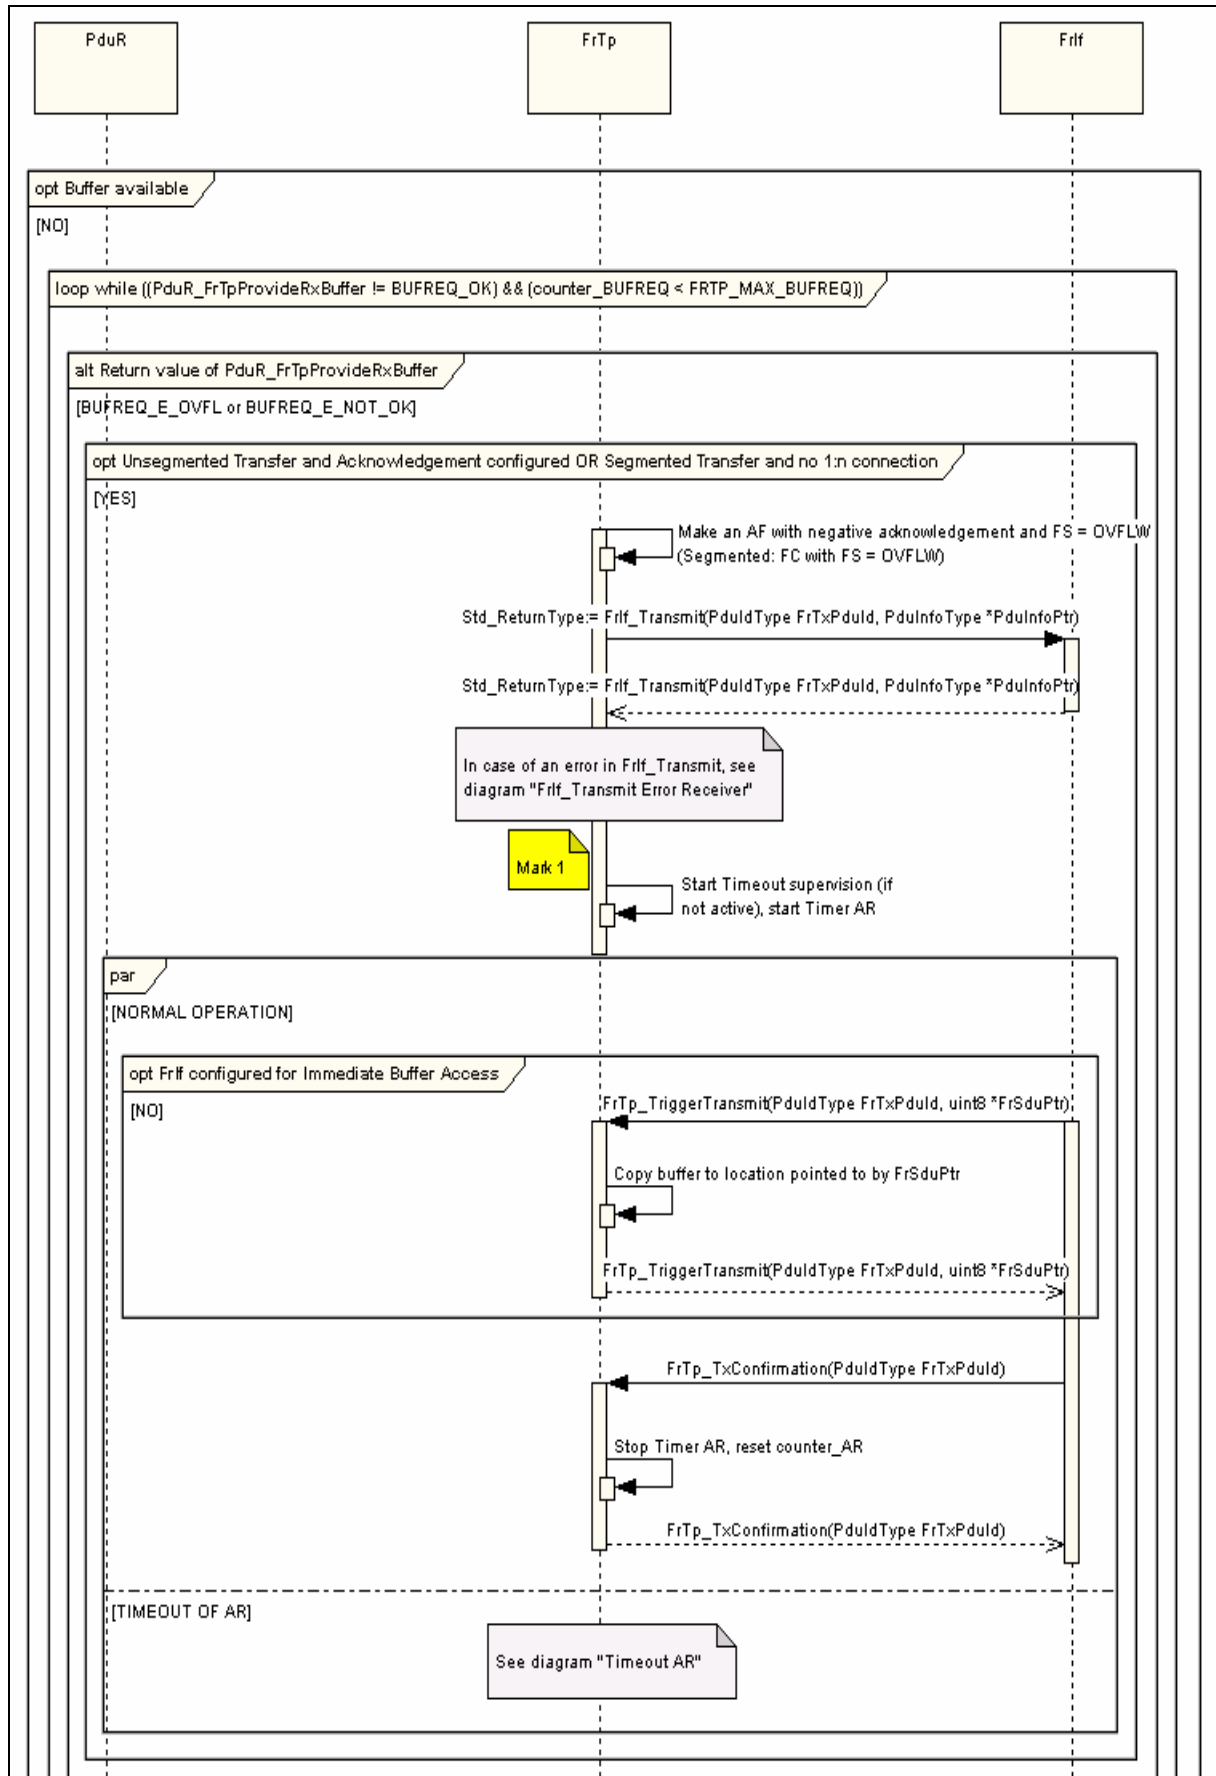 PduR
FrTp
FrIf
opt Buffer available
[NO]
loop while ((PduR_FrTpProvideRxBuffer != BUFREQ_OK) && (counter_BUFREQ < FRTP_MAX_BUFREQ))
alt Return value of PduR_FrTpProvideRxBuffer
[BUFREQ_E_OVFL or BUFREQ_E_NOT_OK]
opt Unsegmented Transfer and Acknowledgement configured OR Segmented Transfer and no 1:n connection
[YES]
Make an AF with negative acknowledgement and FS = OVFLW
(Segmented: FC with FS = OVFLW)
Std_ReturnType:= FrIf_Transmit(PduIdType FrTxPduId, PduInfoType *PduInfoPtr)
Std_ReturnType:= FrIf_Transmit(PduIdType FrTxPduId, PduInfoType *PduInfoPtr)
In case of an error in FrIf_Transmit, see
diagram "FrIf_Transmit Error Receiver"
Mark 1
Start Timeout supervision (if
not active), start Timer AR
par
[NORMAL OPERATION]
opt FrIf configured for Immediate Buffer Access
[NO]
FrTp_TriggerTransmit(PduIdType FrTxPduId, uint8 *FrSduPtr)
Copy buffer to location pointed to by FrSduPtr
FrTp_TriggerTransmit(PduIdType FrTxPduId, uint8 *FrSduPtr)
FrTp_TxConfirmation(PduIdType FrTxPduId)
Stop Timer AR, reset counter_AR
FrTp_TxConfirmation(PduIdType FrTxPduId)
[TIMEOUT OF AR]
See diagram "Timeout AR"